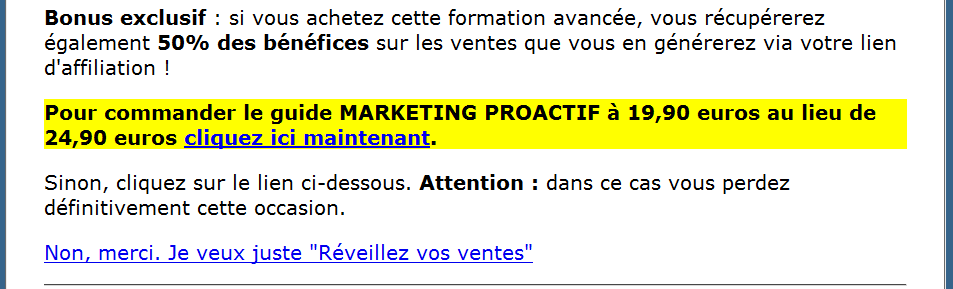 Bonus exclusif : si vous achetez cette formation avancée, vous récupérerez
également 50% des bénéfices sur les ventes que vous en générerez via votre lien
d'affiliation !
Pour commander le guide MARKETING PROACTIF à 19,90 euros au lieu de
24,90 euros cliquez ici maintenant.
Sinon, cliquez sur le lien ci-dessous. Attention : dans ce cas vous perdez
définitivement cette occasion.
Non, merci. Je veux juste "Réveillez vos ventes"